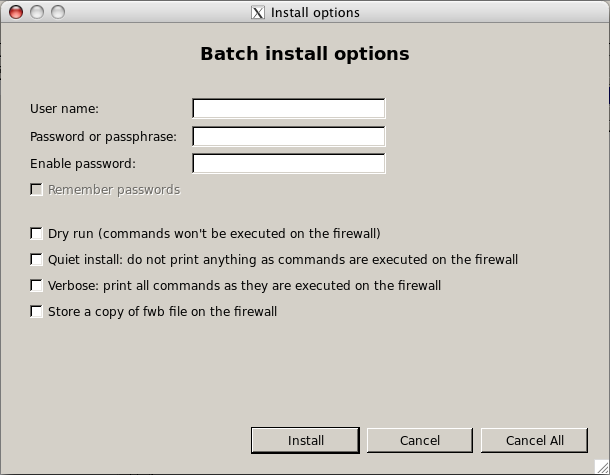 Install options
Batch install options
User name:
Password or passphrase:
Enable password:
Remember passwords
Dry run (commands won't be executed on the firewall)
Quiet install: do not print anything as commands are executed on the firewall
Verbose: print all commands as they are executed on the firewall
Store a copy of fwb file on the firewall
Install Cancel Cancel All